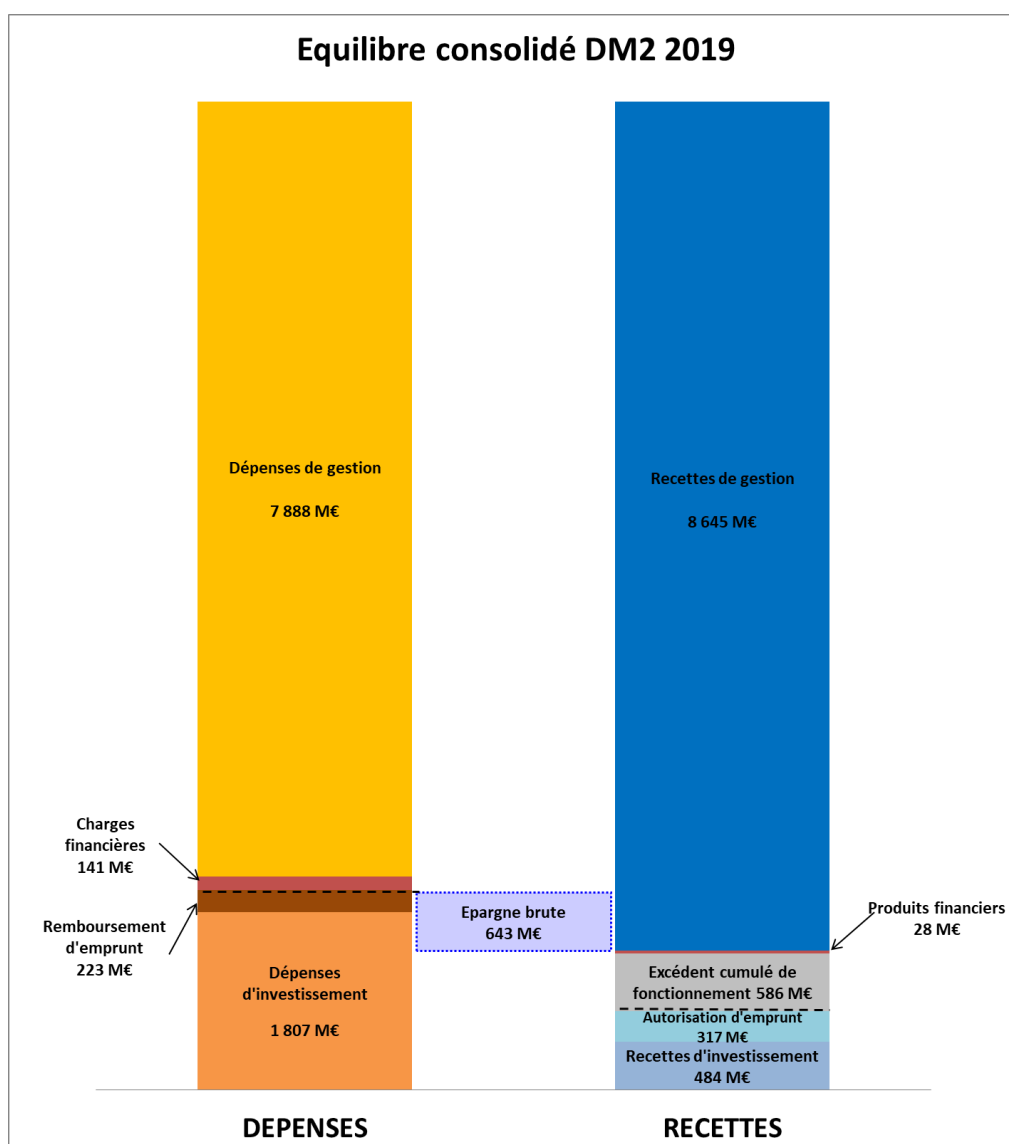 Equilibre consolidé DM2 2019
Dépenses de gestion
7 888 M€
Recettes de gestion
8 645 M€
Charges
financières
141 M€
Remboursement
d'emprunt
223 M€
Epargne brute
643 M€
Produits financiers
28 M€
Dépenses
d'investissement
1 807 M€
Excédent cumulé de
fonctionnement 586 M€
Autorisation d'emprunt
317 M€
Recettes d'investissement
484 M€
DEPENSES
RECETTES